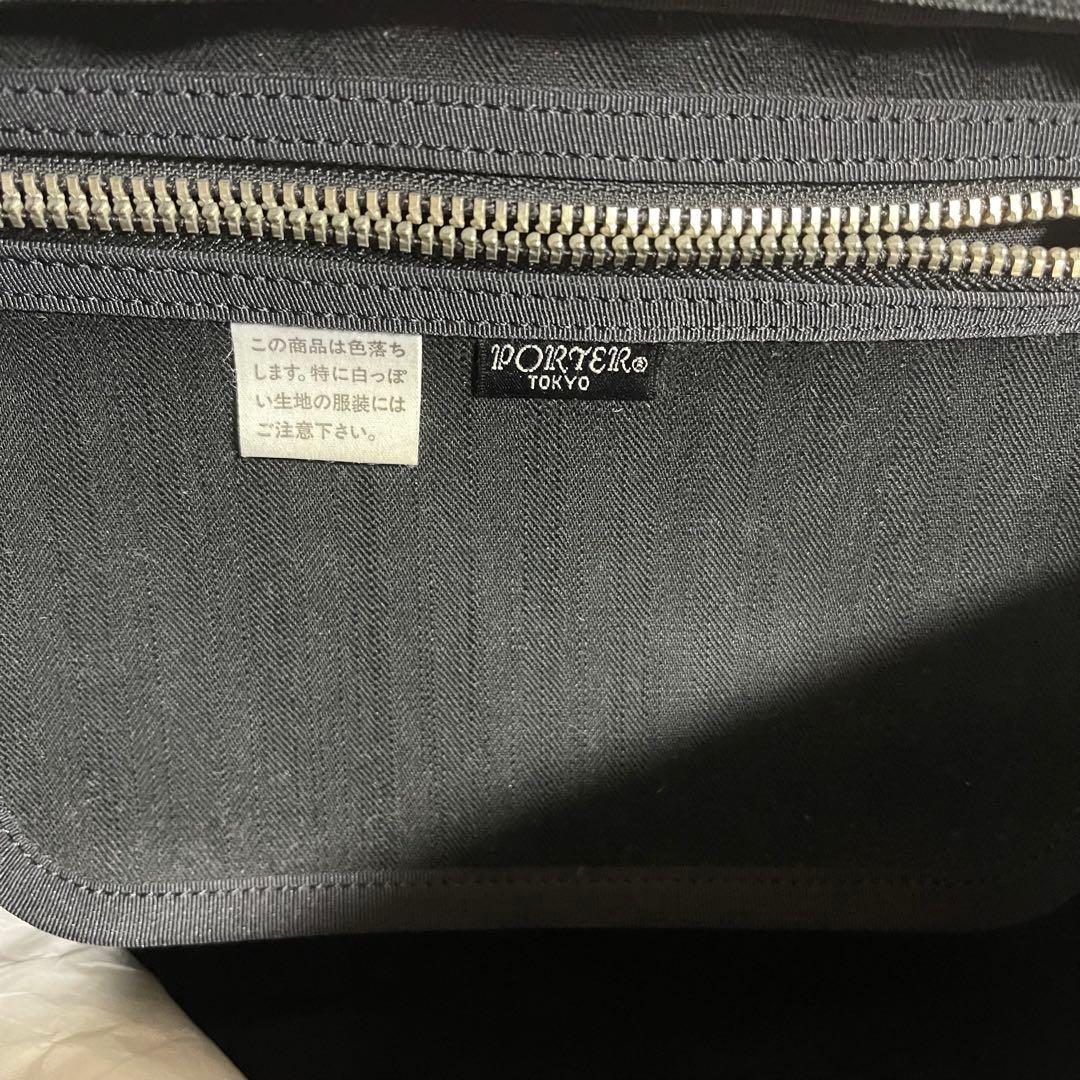 この商品は色落ち
します。特に白っぽ
い生地の服装には
ご注意下さい。
PORTER®
TOKYO